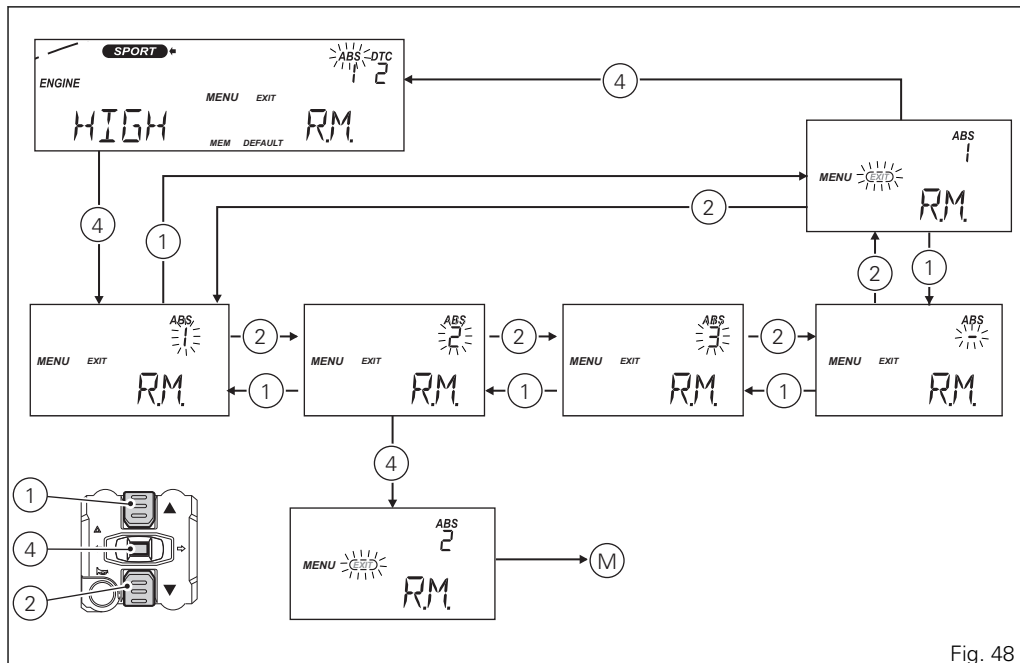 SPORT
ABS DTC
1 2
ENGINE
MENU EXIT
HIGH R.M.
MEM DEFAULT
4
ABS
1
MENU EXIT
R.M.
4
1
2
2
1
ABS
1
MENU EXIT
R.M.
2
1
ABS
2
MENU EXIT
R.M.
2
1
ABS
3
MENU EXIT
R.M.
2
1
ABS
-
MENU EXIT
R.M.
4
1
4
2
ABS
2
MENU EXIT
R.M.
M
Fig. 48